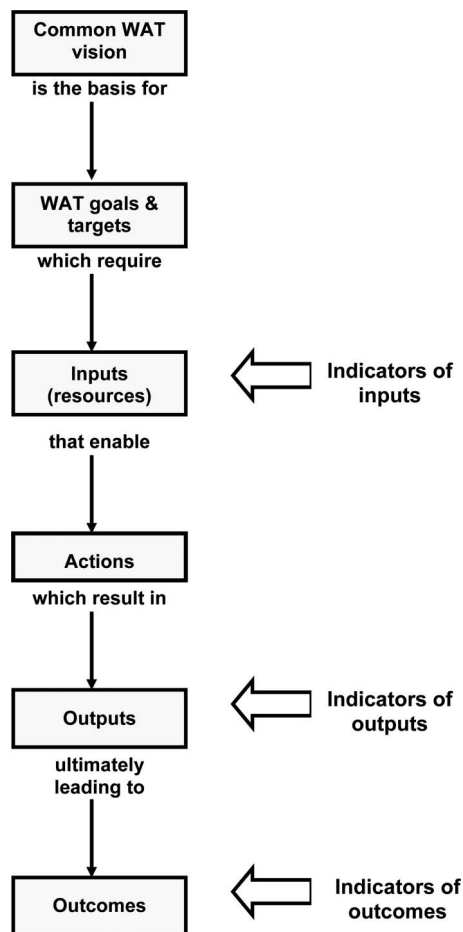 Common WAT
vision
is the basis for
WAT goals &
targets
which require
Inputs
(resources)
Indicators of
inputs
that enable
Actions
which result in
Outputs
Indicators of
outputs
ultimately
leading to
Outcomes
Indicators of
outcomes